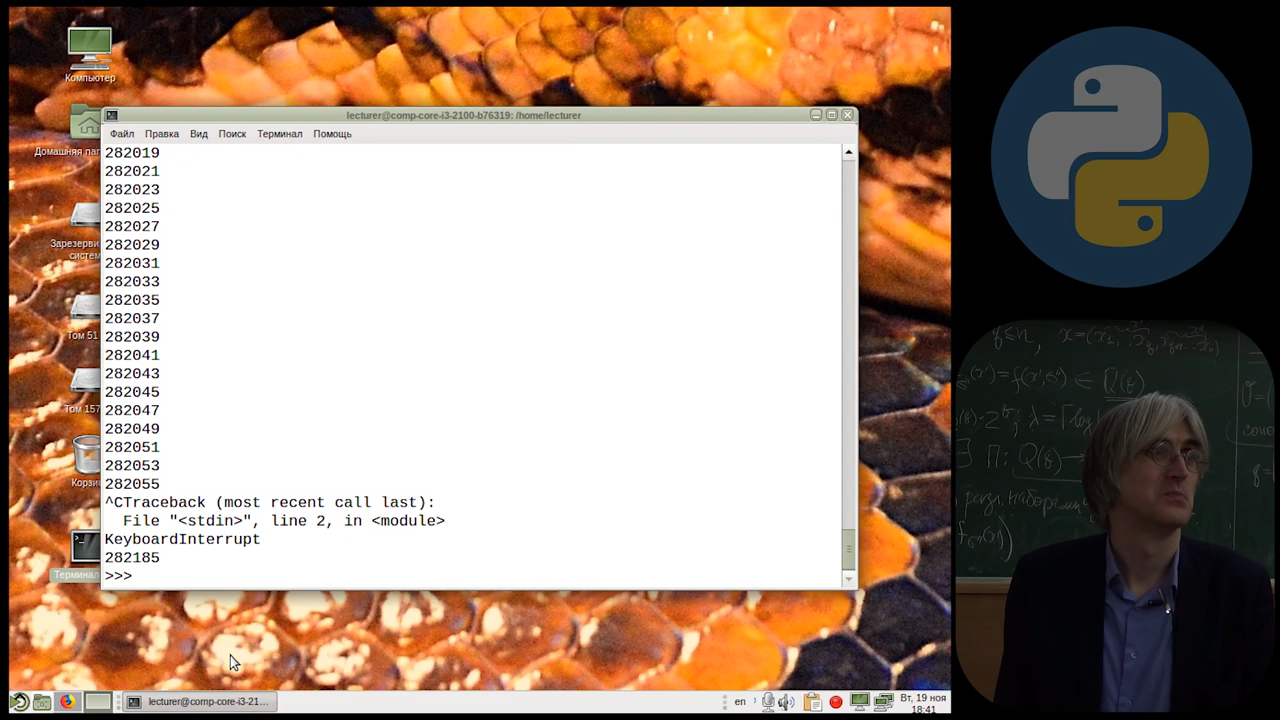 Компьютер
Домашняя пап
Зарезерви
систем
Том 51
Том 157
Корзи
Терминал
lecturer@comp-core-i3-2100-b76319: /home/lecturer
Файл Правка Вид Поиск Терминал Помощь
282019
282021
282023
282025
282027
282029
282031
282033
282035
282037
282039
282041
282043
282045
282047
282049
282051
282053
282055
^CTraceback (most recent call last):
  File "<stdin>", line 2, in <module>
KeyboardInterrupt
282185
>>>
lecturer@comp-core-i3-21...
en
Вт, 19 ноя
18:41